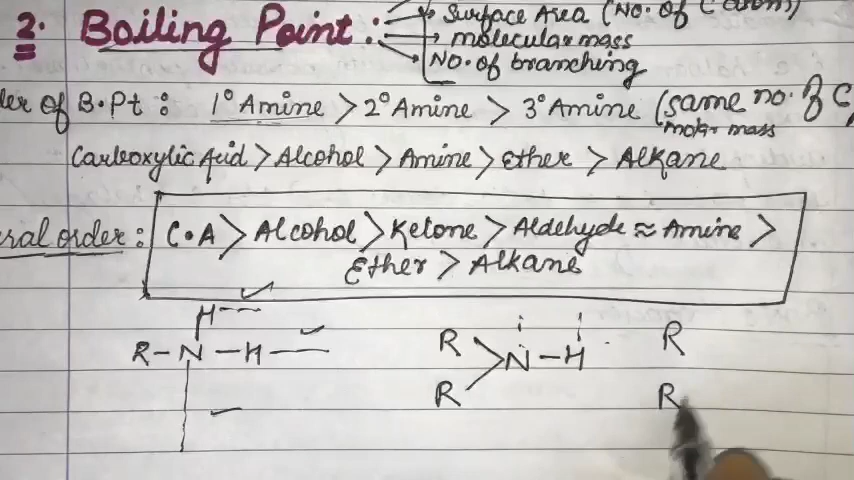 Surface Area (No. of C atom)
2. Boiling Point :
molecular mass
No. of branching
der of B.Pt : 1° Amine > 2° Amine > 3° Amine (same no. of C,
molar mass
Carboxylic Acid > Alcohol > Amine > Ether > Alkane
eral order : C.A > Alcohol > Ketone > Aldehyde ≈ Amine >
Ether > Alkane
H
R-N-H
R
R
N-H
R
R